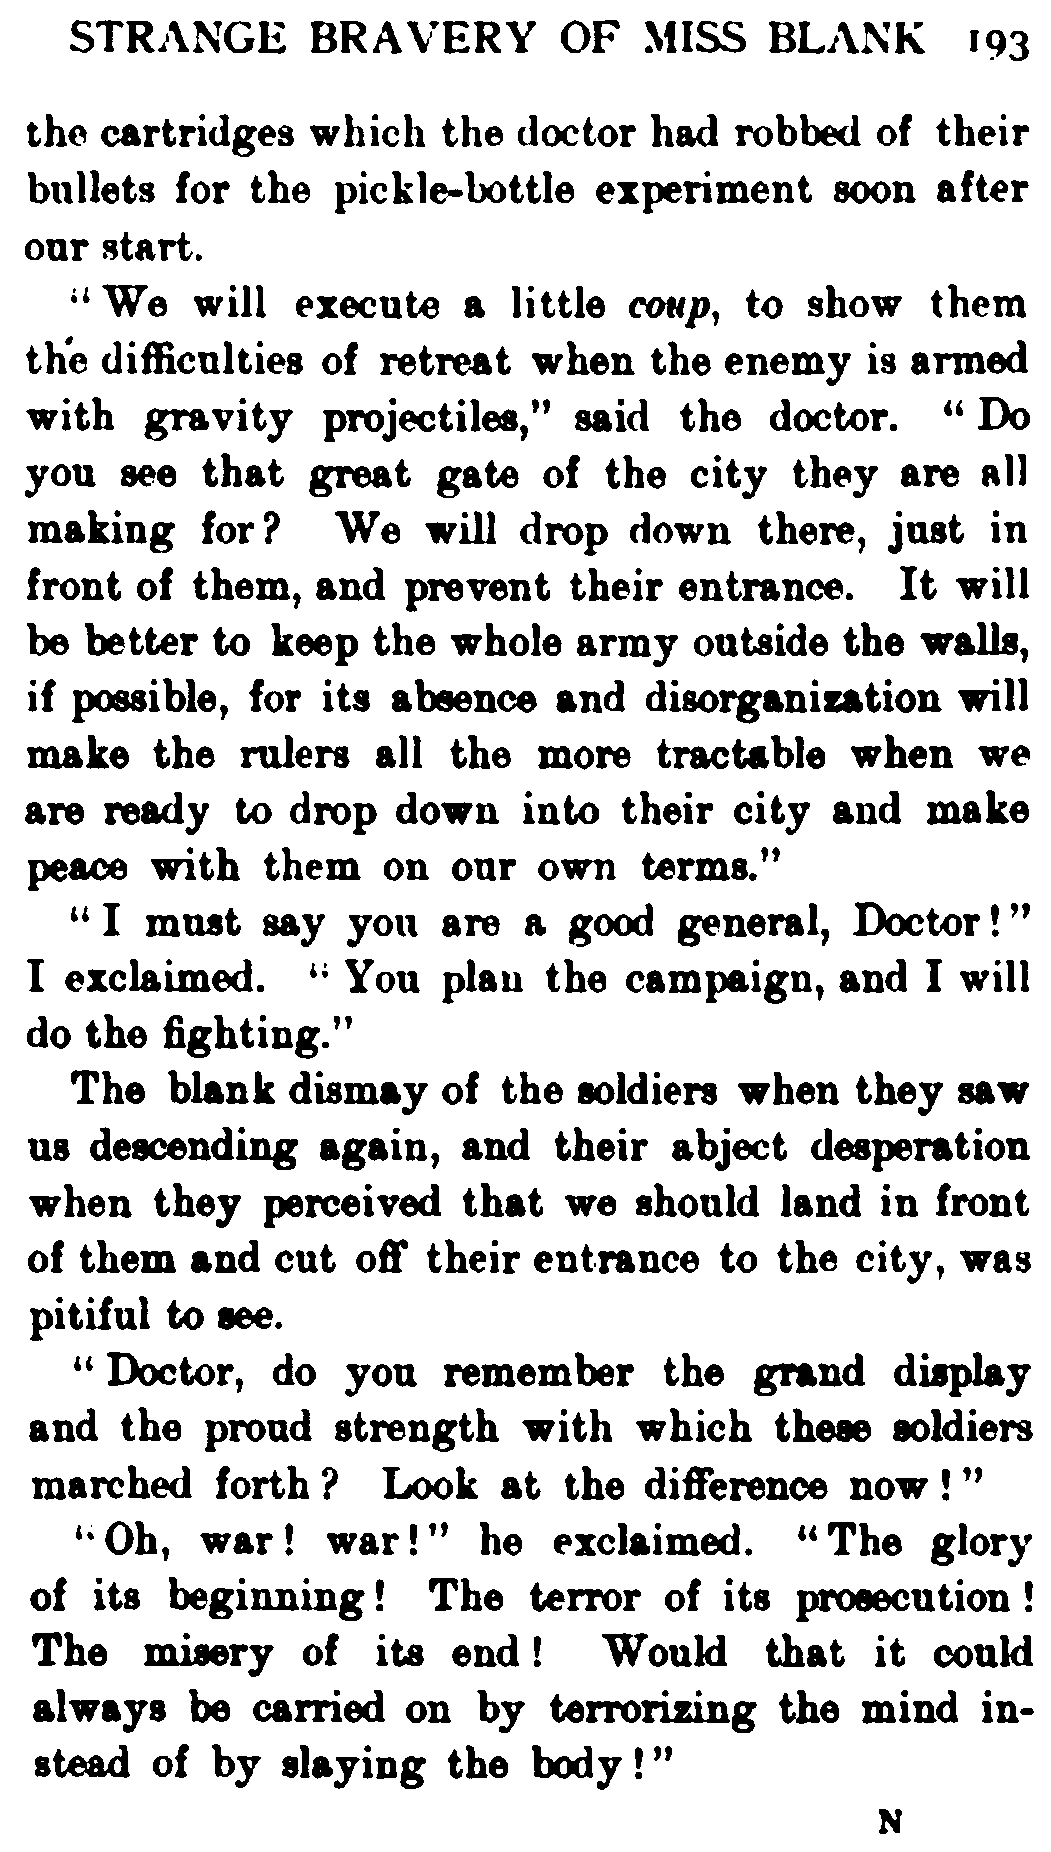 STRANGE BRAVERY OF MISS BLANK 193
the cartridges which the doctor had robbed of their
bullets for the pickle-bottle experiment soon after
our start.
“We will execute a little coup, to show them
the difficulties of retreat when the enemy is armed
with gravity projectiles,” said the doctor. “Do
you see that great gate of the city they are all
making for? We will drop down there, just in
front of them, and prevent their entrance. It will
be better to keep the whole army outside the walls,
if possible, for its absence and disorganization will
make the rulers all the more tractable when we
are ready to drop down into their city and make
peace with them on our own terms.”
“I must say you are a good general, Doctor!”
I exclaimed. “You plan the campaign, and I will
do the fighting.”
The blank dismay of the soldiers when they saw
us descending again, and their abject desperation
when they perceived that we should land in front
of them and cut off their entrance to the city, was
pitiful to see.
“Doctor, do you remember the grand display
and the proud strength with which these soldiers
marched forth? Look at the difference now!”
“Oh, war! war!” he exclaimed. “The glory
of its beginning! The terror of its prosecution!
The misery of its end! Would that it could
always be carried on by terrorizing the mind in-
stead of by slaying the body!”
N